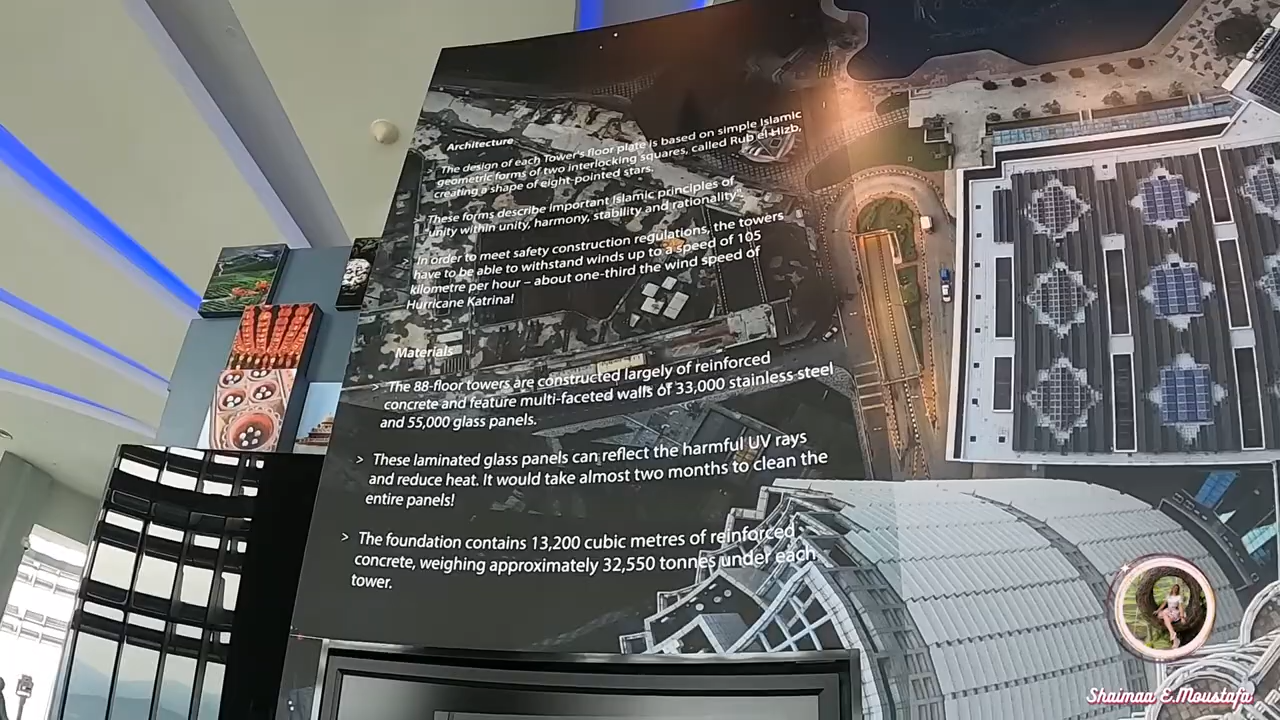 Architecture
> The design of each Tower's floor plate is based on simple Islamic
geometric forms of two interlocking squares, called Rub el Hizb,
creating a shape of eight-pointed stars.
> These forms describe important Islamic principles of
"unity within unity, harmony, stability and rationality".
> In order to meet safety construction regulations, the towers
have to be able to withstand winds up to a speed of 105
kilometre per hour – about one-third the wind speed of
Hurricane Katrina!
Materials
> The 88-floor towers are constructed largely of reinforced
concrete and feature multi-faceted walls of 33,000 stainless steel
and 55,000 glass panels.
> These laminated glass panels can reflect the harmful UV rays
and reduce heat. It would take almost two months to clean the
entire panels!
> The foundation contains 13,200 cubic metres of reinforced
concrete, weighing approximately 32,550 tonnes under each
tower.
Shaimaa E.Moustafa